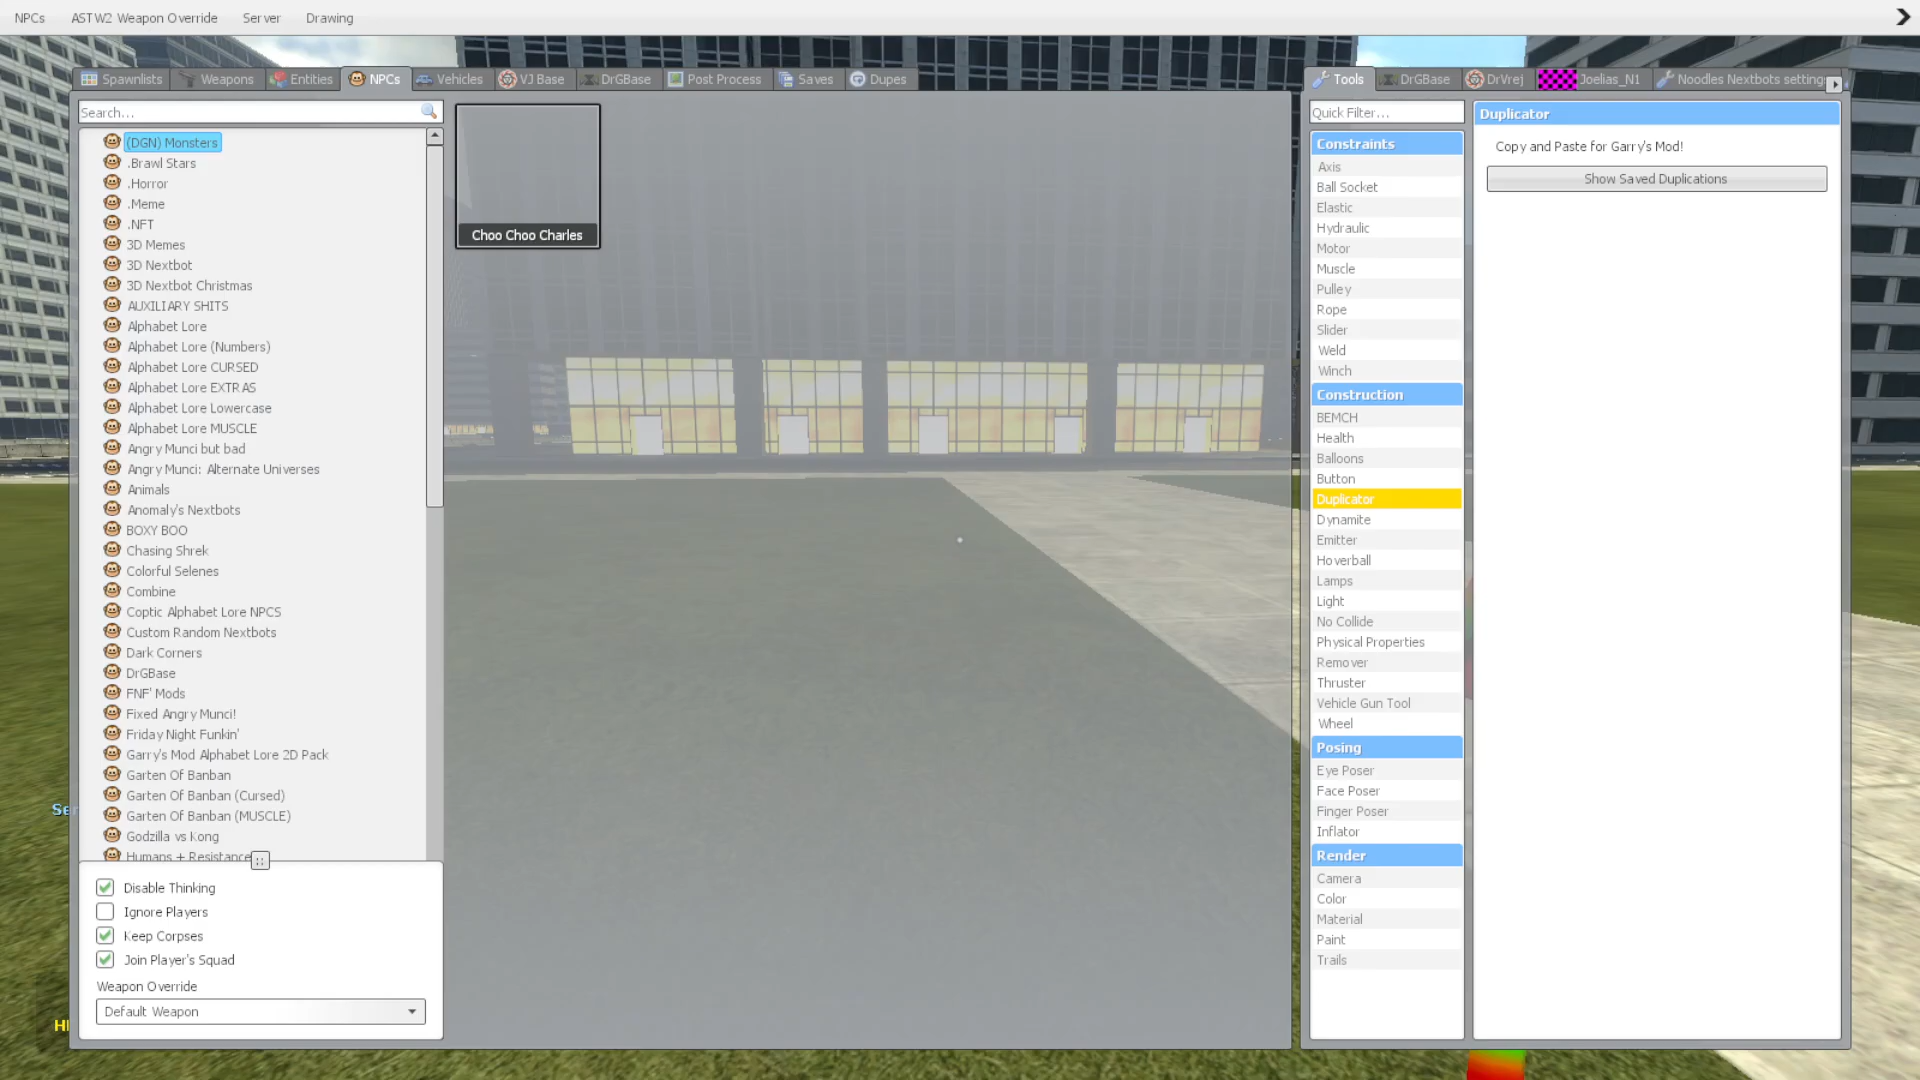 NPCs ASTW2 Weapon Override Server Drawing
Spawnlists Weapons Entities NPCs Vehicles VJ Base DrGBase Post Process Saves Dupes
Search...
(DGN) Monsters
.Brawl Stars
.Horror
.Meme
.NFT
3D Memes
3D Nextbot
3D Nextbot Christmas
AUXILIARY SHITS
Alphabet Lore
Alphabet Lore (Numbers)
Alphabet Lore CURSED
Alphabet Lore EXTRAS
Alphabet Lore Lowercase
Alphabet Lore MUSCLE
Angry Munci but bad
Angry Munci: Alternate Universes
Animals
Anomaly's Nextbots
BOXY BOO
Chasing Shrek
Colorful Selenes
Combine
Coptic Alphabet Lore NPCS
Custom Random Nextbots
Dark Corners
DrGBase
FNF' Mods
Fixed Angry Munci!
Friday Night Funkin'
Garry's Mod Alphabet Lore 2D Pack
Garten Of Banban
Garten Of Banban (Cursed)
Garten Of Banban (MUSCLE)
Godzilla vs Kong
Humans + Resistance
Disable Thinking
Ignore Players
Keep Corpses
Join Player's Squad
Weapon Override
Default Weapon
Choo Choo Charles
Tools DrGBase DrVrej Joelias_N1 Noodles Nextbots setting
Quick Filter...
Constraints
Axis
Ball Socket
Elastic
Hydraulic
Motor
Muscle
Pulley
Rope
Slider
Weld
Winch
Construction
BEMCH
Health
Balloons
Button
Duplicator
Dynamite
Emitter
Hoverball
Lamps
Light
No Collide
Physical Properties
Remover
Thruster
Vehicle Gun Tool
Wheel
Posing
Eye Poser
Face Poser
Finger Poser
Inflator
Render
Camera
Color
Material
Paint
Trails
Duplicator
Copy and Paste for Garry's Mod!
Show Saved Duplications